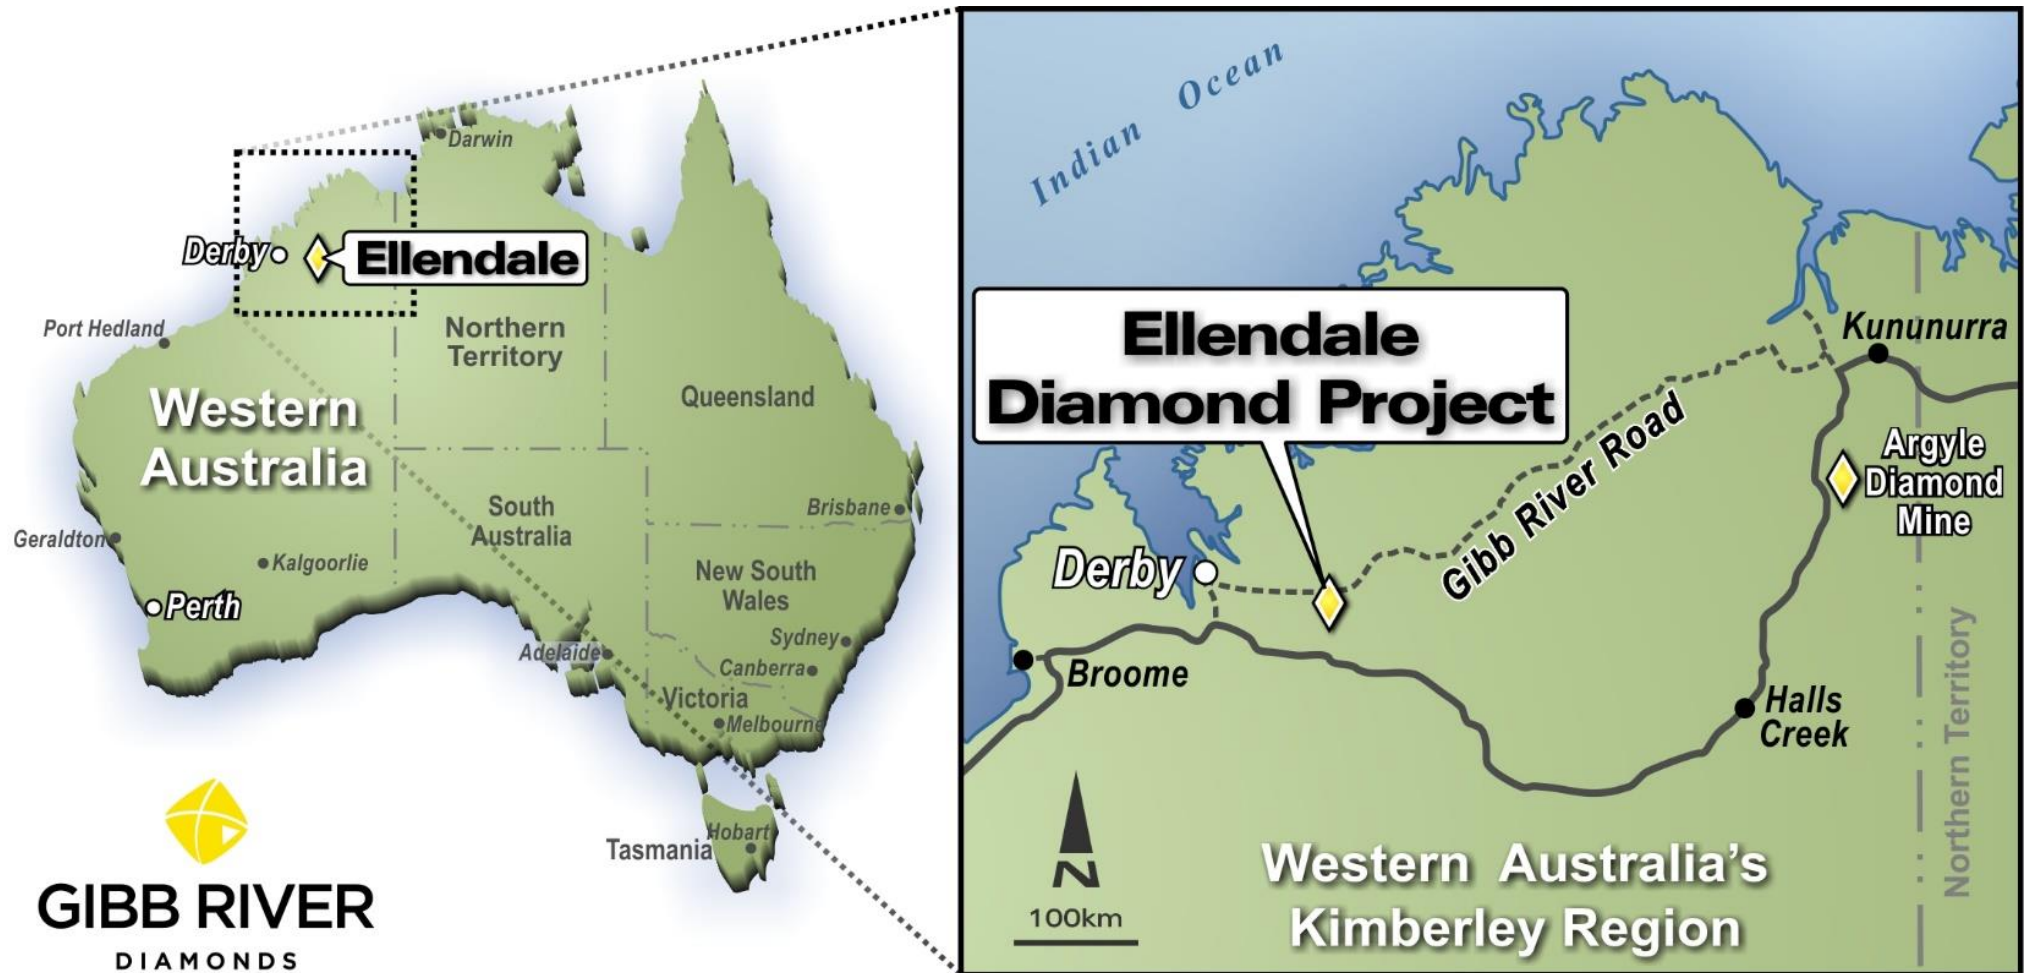 Darwin
Derby
Ellendale
Port Hedland
Northern
Territory
Western
Australia
Queensland
South
Australia
Brisbane
Geraldton
Kalgoorlie
New South
Wales
Perth
Sydney
Adelaide
Canberra
Victoria
Melbourne
Hobart
Tasmania
GIBB RIVER
DIAMONDS
Indian Ocean
Ellendale
Diamond Project
Kununurra
Gibb River Road
Argyle
Diamond
Mine
Derby
Broome
Halls
Creek
Northern Territory
N
100km
Western Australia's
Kimberley Region